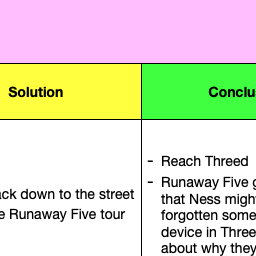 Solution
Conclu
ack down to the street
e Runaway Five tour
- Reach Threed
- Runaway Five g
that Ness migh
forgotten some
device in Three
about why they